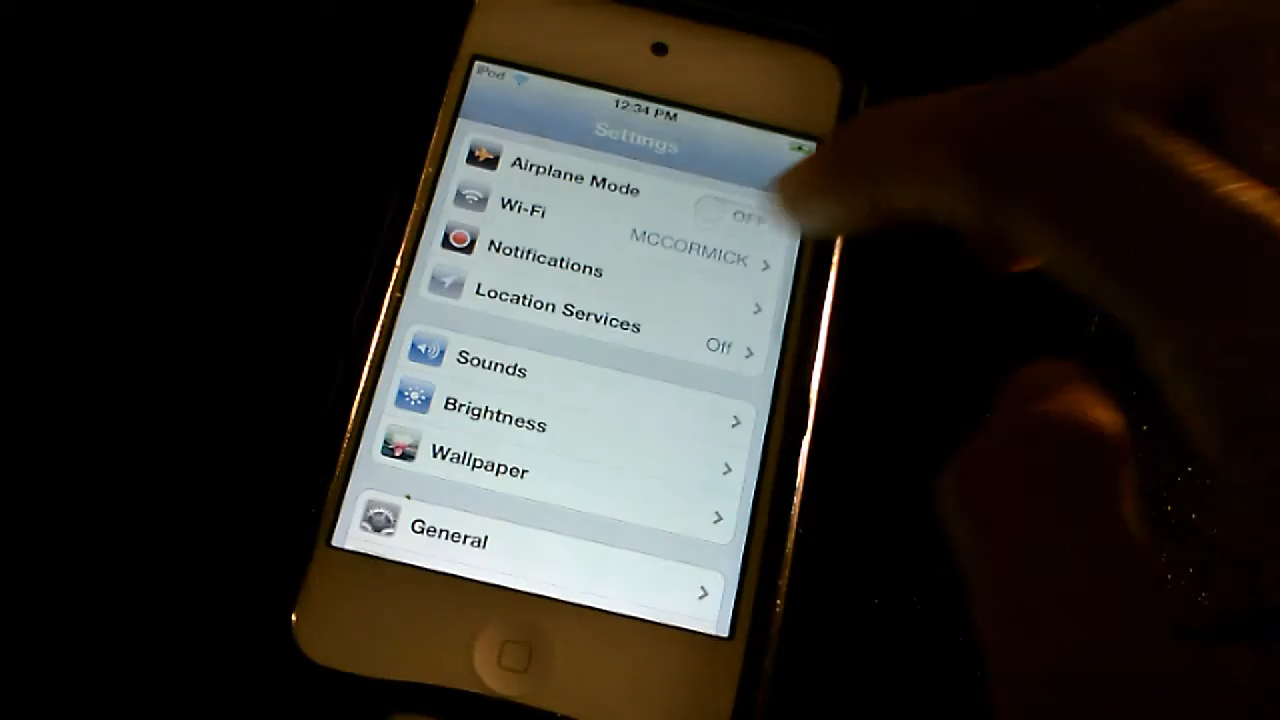 iPod
12:34 PM
Settings
Airplane Mode OFF
Wi-Fi MCCORMICK
Notifications
Location Services Off
Sounds
Brightness
Wallpaper
General